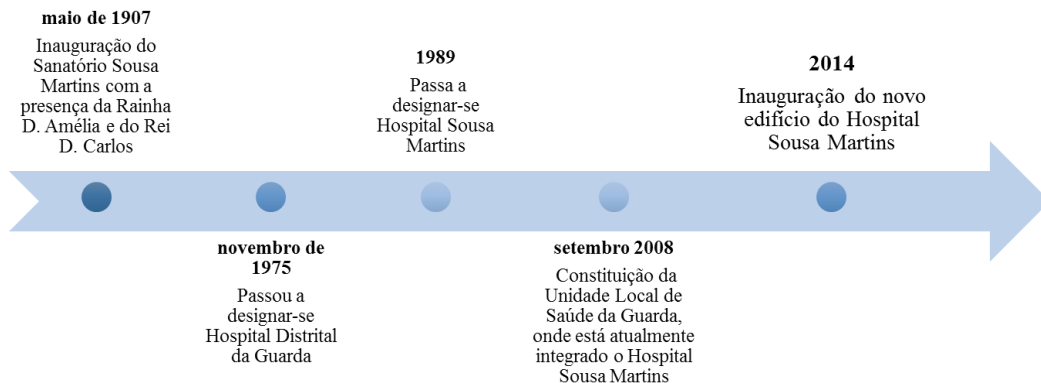 maio de 1907
Inauguração do
Sanatório Sousa
Martins com a
presença da Rainha
D. Amélia e do Rei
D. Carlos
novembro de
1975
Passou a
designar-se
Hospital Distrital
da Guarda
1989
Passa a
designar-se
Hospital Sousa
Martins
setembro 2008
Constituição da
Unidade Local de
Saúde da Guarda,
onde está atualmente
integrado o Hospital
Sousa Martins
2014
Inauguração do novo
edifício do Hospital
Sousa Martins